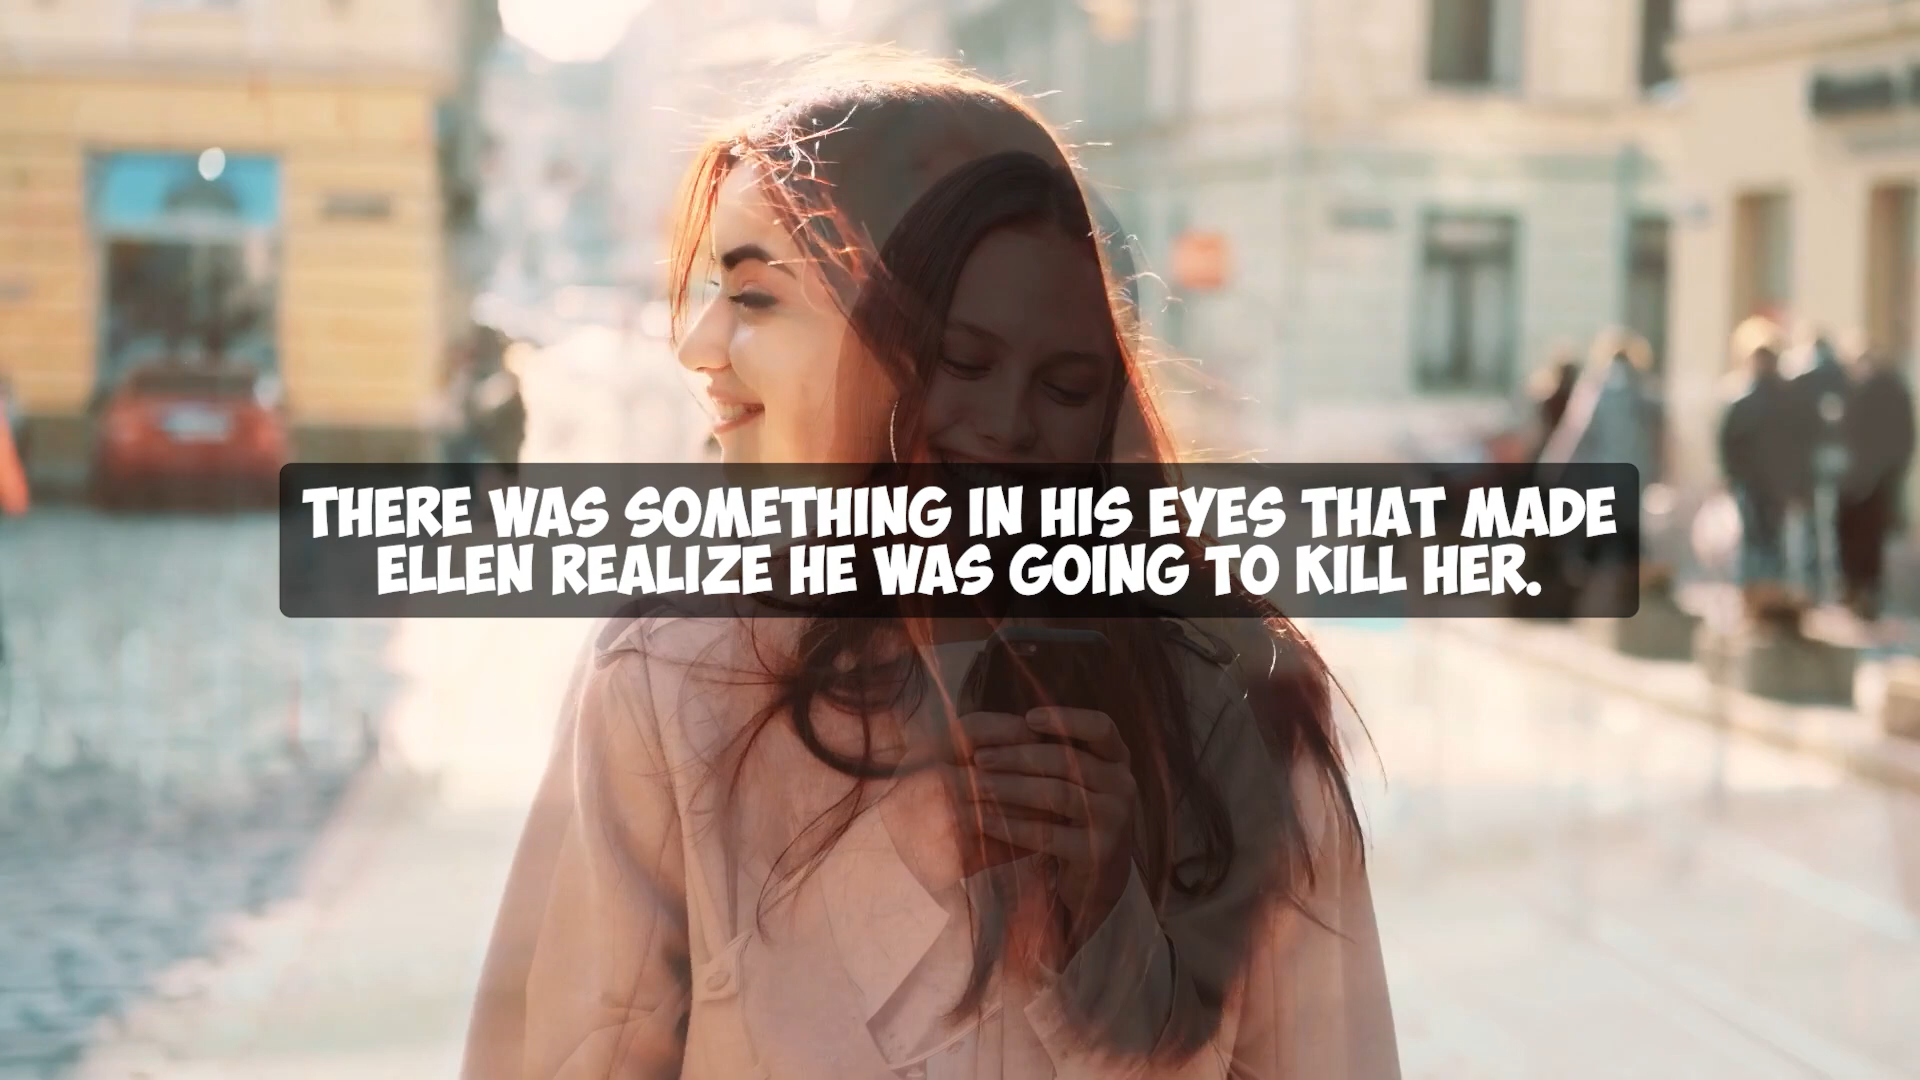 THERE WAS SOMETHING IN HIS EYES THAT MADE
ELLEN REALIZE HE WAS GOING TO KILL HER.